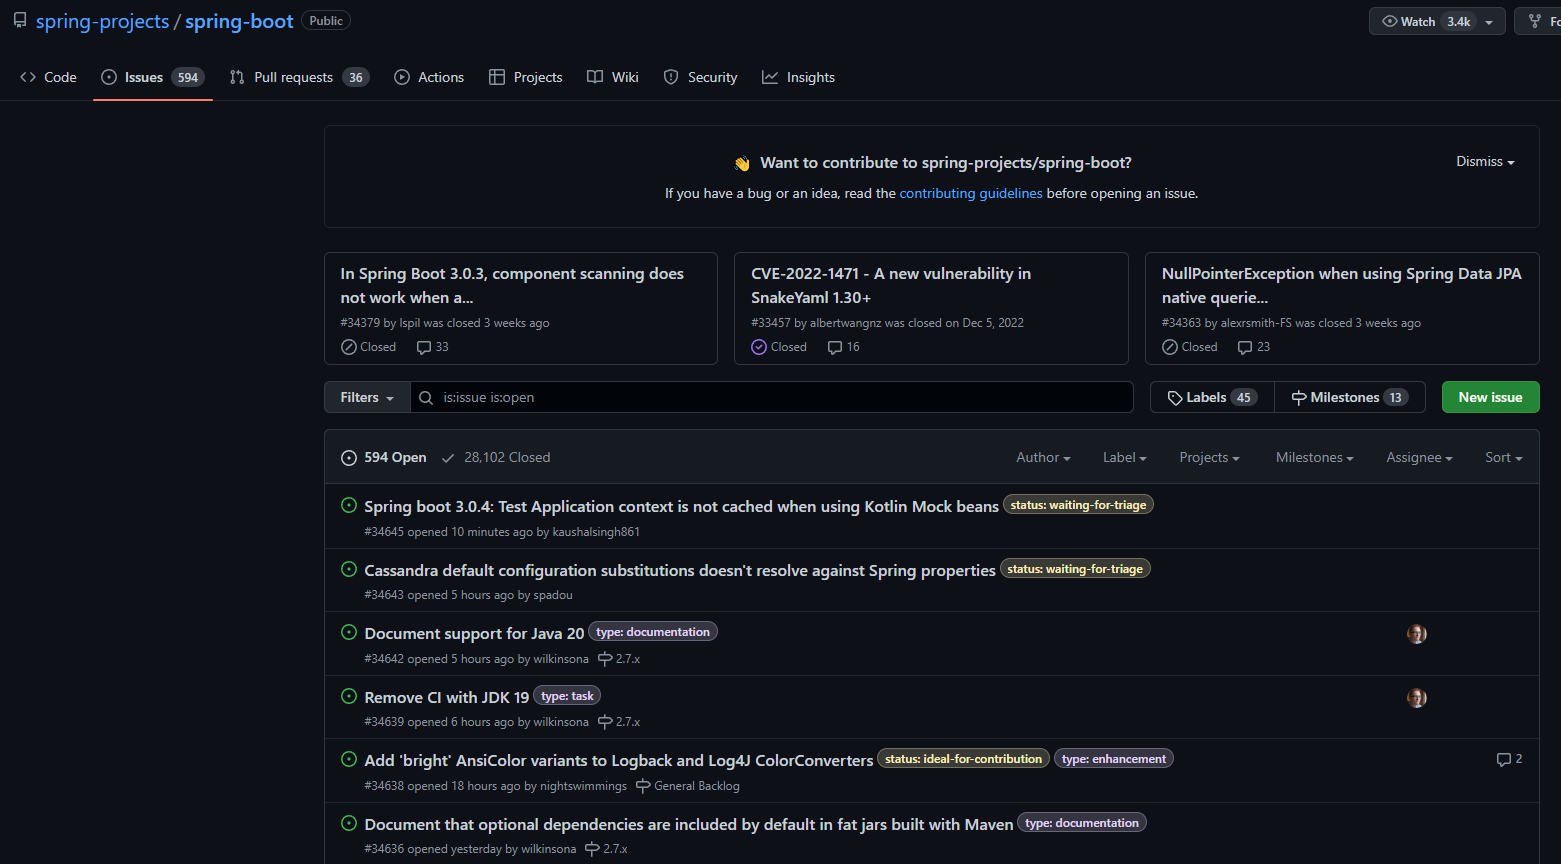 spring-projects / spring-boot Public
Watch 3.4k
Fo
Code Issues 594 Pull requests 36 Actions Projects Wiki Security Insights
👋 Want to contribute to spring-projects/spring-boot?
Dismiss
If you have a bug or an idea, read the contributing guidelines before opening an issue.
In Spring Boot 3.0.3, component scanning does
not work when a...
#34379 by lspil was closed 3 weeks ago
Closed 33
CVE-2022-1471 - A new vulnerability in
SnakeYaml 1.30+
#33457 by albertwangnz was closed on Dec 5, 2022
Closed 16
NullPointerException when using Spring Data JPA
native querie...
#34363 by alexrsmith-FS was closed 3 weeks ago
Closed 23
Filters is:issue is:open Labels 45 Milestones 13 New issue
594 Open 28,102 Closed Author Label Projects Milestones Assignee Sort
Spring boot 3.0.4: Test Application context is not cached when using Kotlin Mock beans status: waiting-for-triage
#34645 opened 10 minutes ago by kaushalsingh861
Cassandra default configuration substitutions doesn't resolve against Spring properties status: waiting-for-triage
#34643 opened 5 hours ago by spadou
Document support for Java 20 type: documentation
#34642 opened 5 hours ago by wilkinsona 2.7.x
Remove CI with JDK 19 type: task
#34639 opened 6 hours ago by wilkinsona 2.7.x
Add 'bright' AnsiColor variants to Logback and Log4J ColorConverters status: ideal-for-contribution type: enhancement 2
#34638 opened 18 hours ago by nightswimmings General Backlog
Document that optional dependencies are included by default in fat jars built with Maven type: documentation
#34636 opened yesterday by wilkinsona 2.7.x